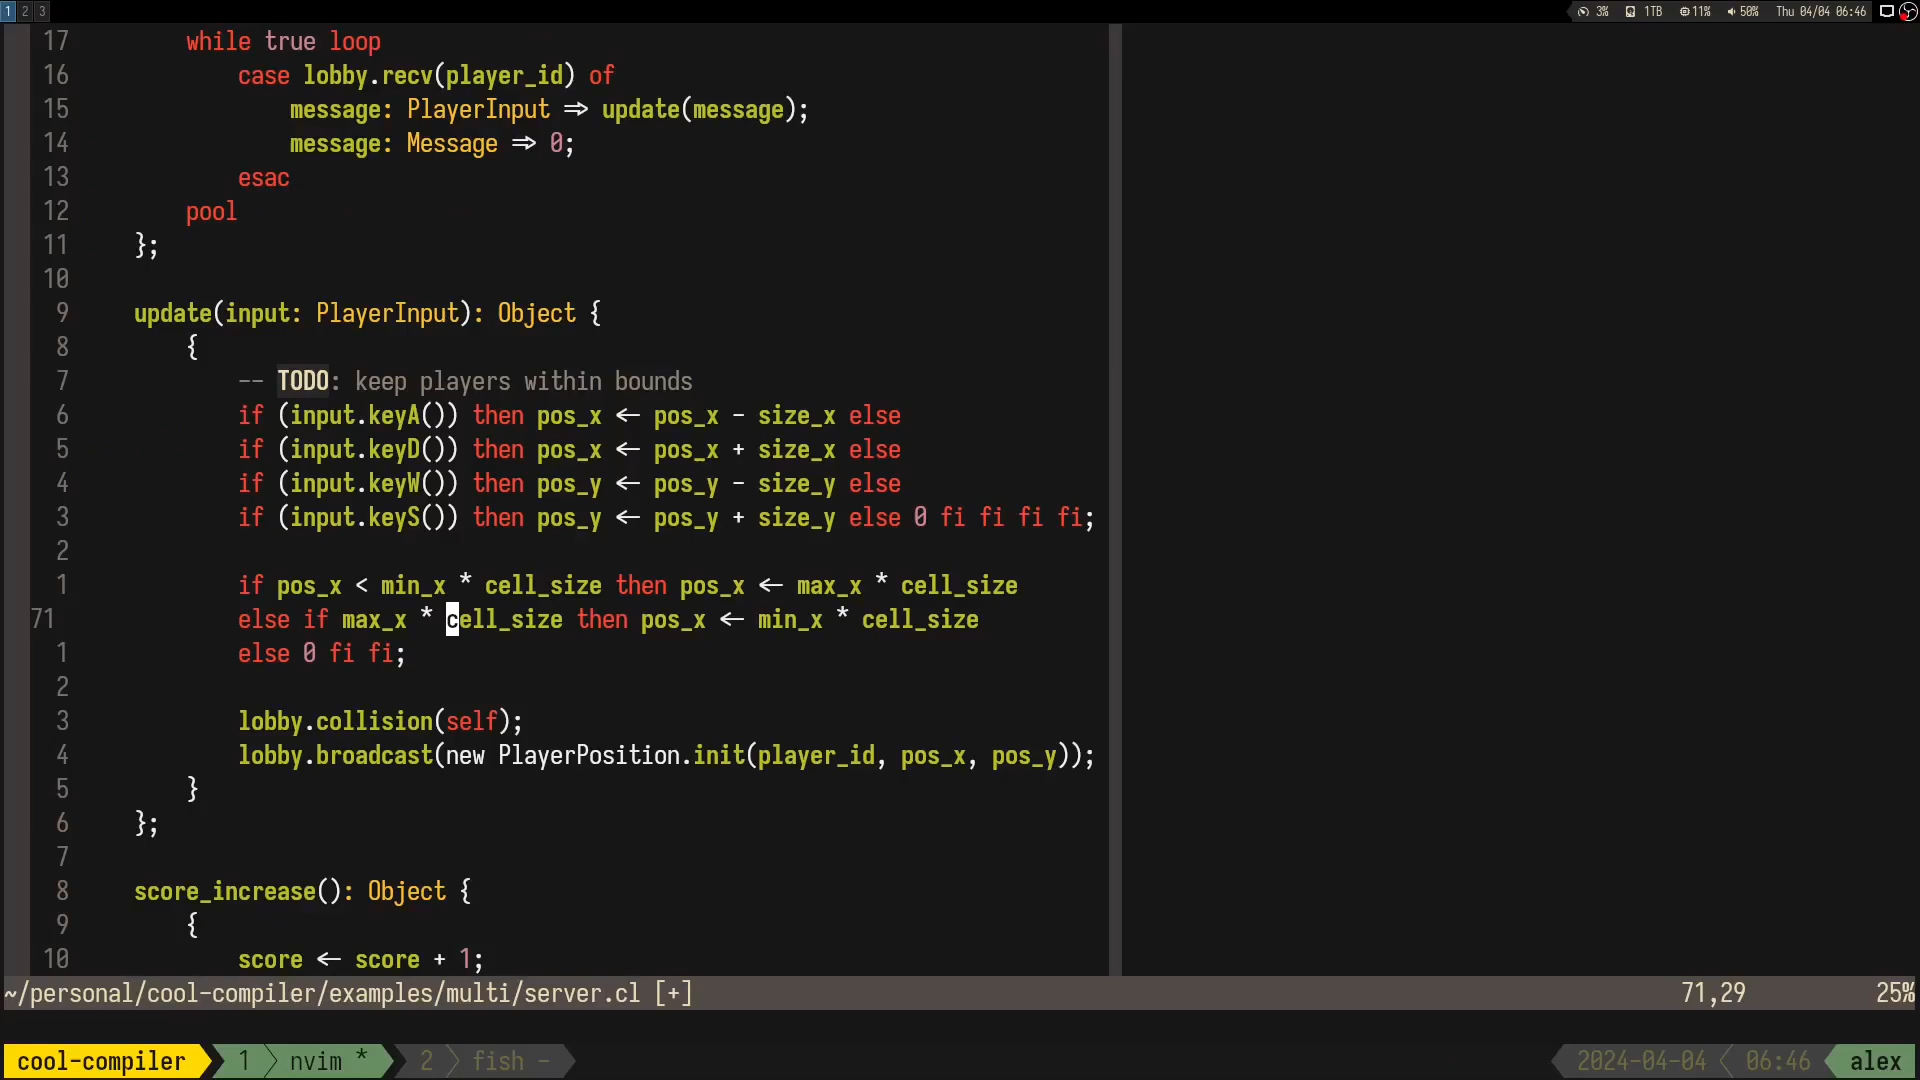 1 2 3 3% 1TB 11% 50% Thu 04/04 06:46
17 while true loop
16 case lobby.recv(player_id) of
15 message: PlayerInput ⇒ update(message);
14 message: Message ⇒ 0;
13 esac
12 pool
11 };
10
9 update(input: PlayerInput): Object {
8 {
7 -- TODO: keep players within bounds
6 if (input.keyA()) then pos_x ← pos_x - size_x else
5 if (input.keyD()) then pos_x ← pos_x + size_x else
4 if (input.keyW()) then pos_y ← pos_y - size_y else
3 if (input.keyS()) then pos_y ← pos_y + size_y else 0 fi fi fi fi;
2
1 if pos_x < min_x * cell_size then pos_x ← max_x * cell_size
71 else if max_x * cell_size then pos_x ← min_x * cell_size
1 else 0 fi fi;
2
3 lobby.collision(self);
4 lobby.broadcast(new PlayerPosition.init(player_id, pos_x, pos_y));
5 }
6 };
7
8 score_increase(): Object {
9 {
10 score ← score + 1;
~/personal/cool-compiler/examples/multi/server.cl [+] 71,29 25%
cool-compiler 1 nvim * 2 fish - 2024-04-04 06:46 alex